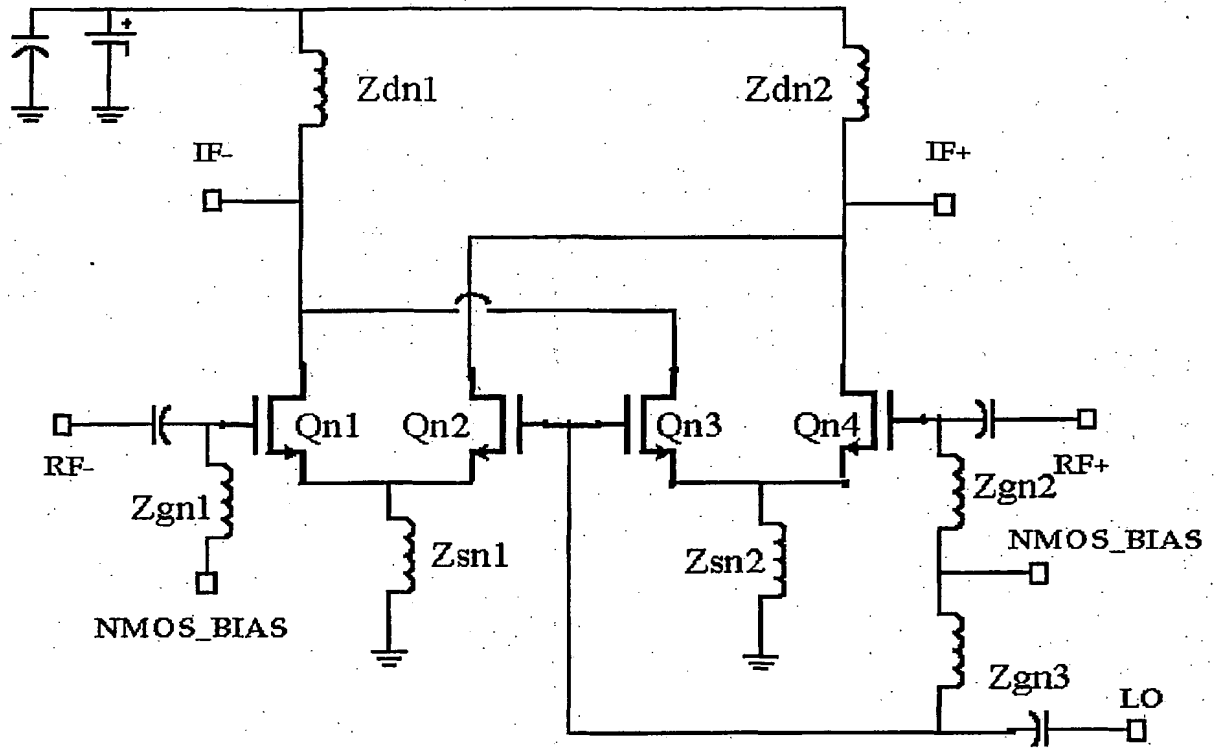 +
Zdn1
Zdn2
IF-
IF+
Qn1
Qn2
Qn3
Qn4
RF-
RF+
Zgn1
Zgn2
Zsn1
Zsn2
NMOS_BIAS
NMOS_BIAS
Zgn3
LO